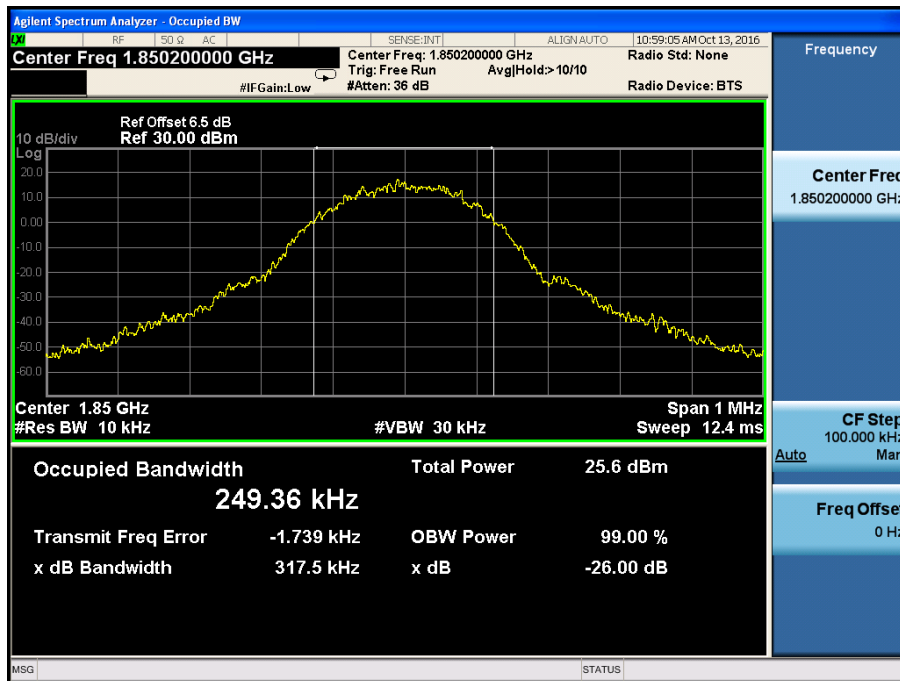 Agilent Spectrum Analyzer - Occupied BW
LXI RF 50 Ω AC SENSE:INT ALIGN AUTO 10:59:05 AM Oct 13, 2016
Center Freq 1.850200000 GHz
Center Freq: 1.850200000 GHz
Radio Std: None
Trig: Free Run Avg|Hold:>10/10
#IFGain:Low
#Atten: 36 dB
Radio Device: BTS
Frequency
Ref Offset 6.5 dB
10 dB/div Ref 30.00 dBm
Log
20.0
10.0
0.00
-10.0
-20.0
-30.0
-40.0
-50.0
-60.0
Center 1.85 GHz Span 1 MHz
#Res BW 10 kHz #VBW 30 kHz Sweep 12.4 ms
Center Freq
1.850200000 GHz
CF Step
100.000 kHz
Auto Man
Freq Offset
0 Hz
Occupied Bandwidth Total Power 25.6 dBm
249.36 kHz
Transmit Freq Error -1.739 kHz OBW Power 99.00 %
x dB Bandwidth 317.5 kHz x dB -26.00 dB
MSG STATUS